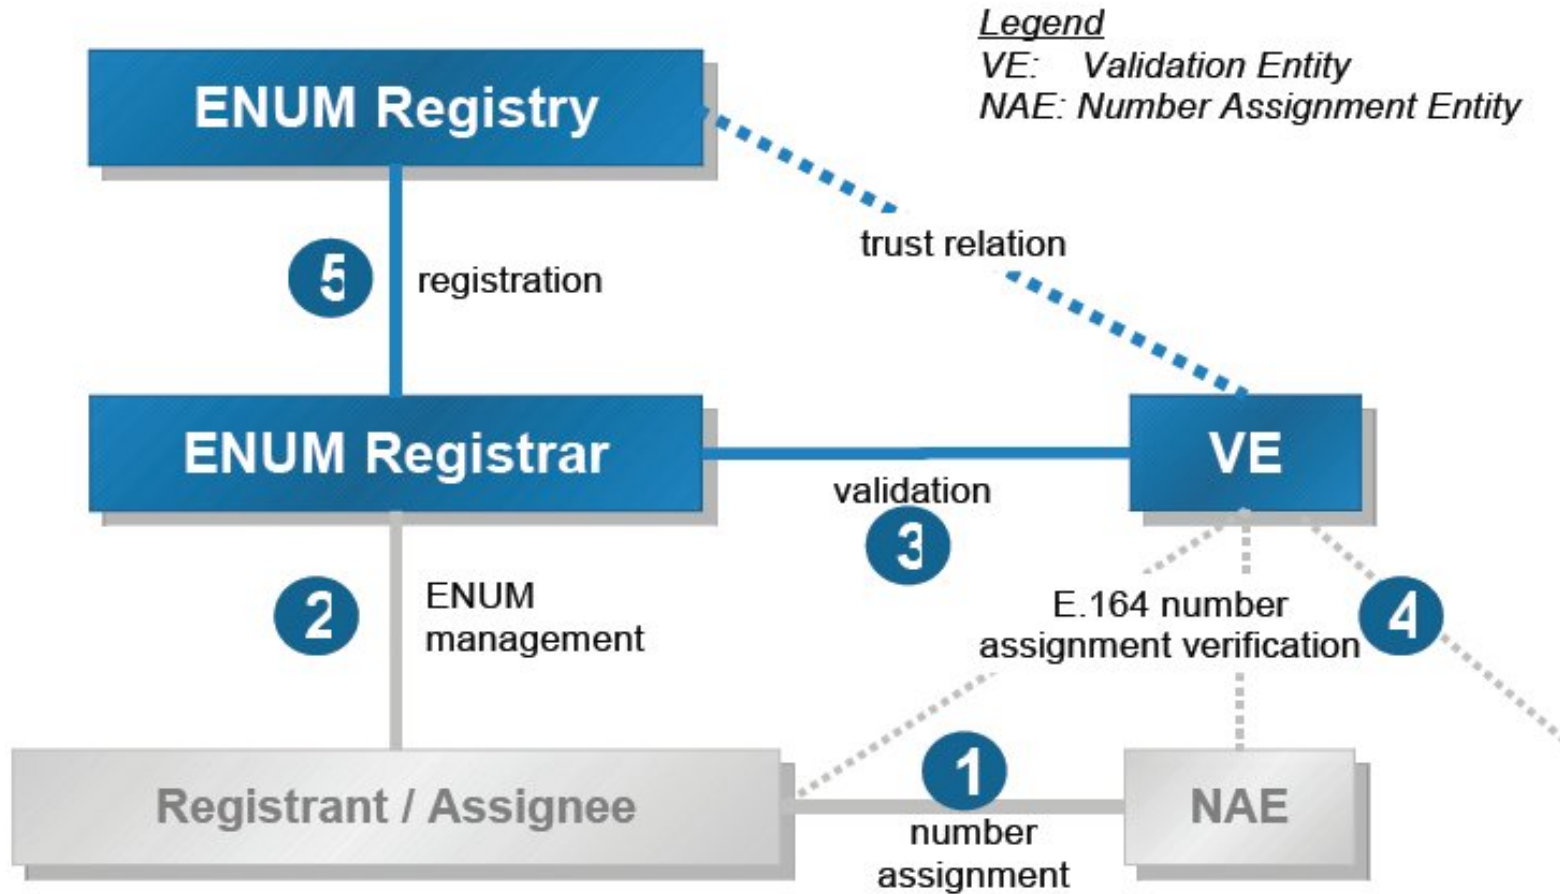 Legend
VE: Validation Entity
NAE: Number Assignment Entity
ENUM Registry
trust relation
5
registration
ENUM Registrar
VE
validation
3
2
ENUM
management
E.164 number
assignment verification
4
1
Registrant / Assignee
NAE
number
assignment